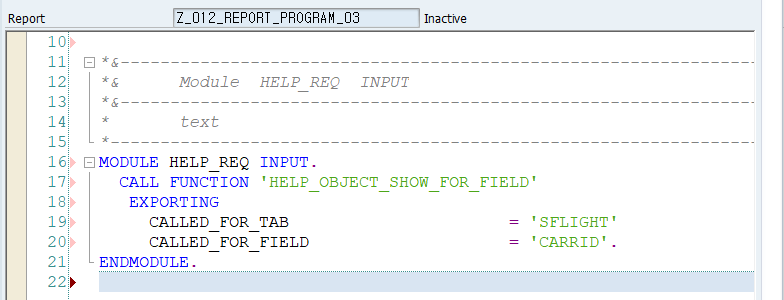 Report Z_012_REPORT_PROGRAM_03 Inactive
10
11 *&---------------------------------------------------------------------
12 *&      Module  HELP_REQ  INPUT
13 *&---------------------------------------------------------------------
14 *       text
15 *----------------------------------------------------------------------
16 MODULE HELP_REQ INPUT.
17   CALL FUNCTION 'HELP_OBJECT_SHOW_FOR_FIELD'
18    EXPORTING
19      CALLED_FOR_TAB                      = 'SFLIGHT'
20      CALLED_FOR_FIELD                    = 'CARRID'.
21 ENDMODULE.
22